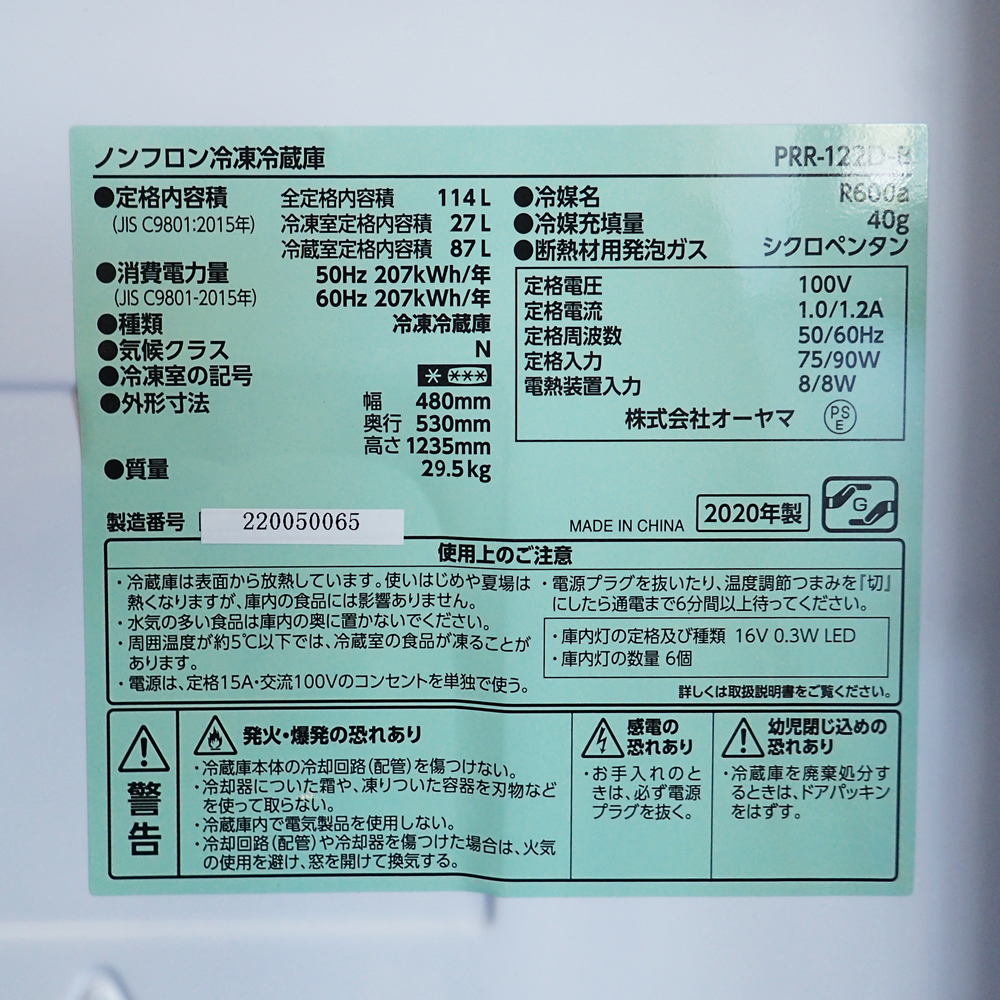 ノンフロン冷凍冷蔵庫 PRR-122D-B
●定格内容積 全定格内容積 114L
(JIS C9801:2015年) 冷凍室定格内容積 27L
冷蔵室定格内容積 87L
●消費電力量 50Hz 207kWh/年
(JIS C9801-2015年) 60Hz 207kWh/年
●種類 冷凍冷蔵庫
●気候クラス N
●冷凍室の記号 * ***
●外形寸法 幅 480mm
奥行 530mm
高さ 1235mm
●質量 29.5kg
●冷媒名 R600a
●冷媒充填量 40g
●断熱材用発泡ガス シクロペンタン
定格電圧 100V
定格電流 1.0/1.2A
定格周波数 50/60Hz
定格入力 75/90W
電熱装置入力 8/8W
株式会社オーヤマ PSE
製造番号 220050065
MADE IN CHINA 2020年製 G
使用上のご注意
・冷蔵庫は表面から放熱しています。使いはじめや夏場は
熱くなりますが、庫内の食品には影響ありません。
・水気の多い食品は庫内の奥に置かないでください。
・周囲温度が約5℃以下では、冷蔵室の食品が凍ることが
あります。
・電源は、定格15A・交流100Vのコンセントを単独で使う。
・電源プラグを抜いたり、温度調節つまみを『切』
にしたら通電まで6分間以上待ってください。
・庫内灯の定格及び種類 16V 0.3W LED
・庫内灯の数量 6個
詳しくは取扱説明書をご覧ください。
警告
発火・爆発の恐れあり
・冷蔵庫本体の冷却回路(配管)を傷つけない。
・冷却器についた霜や、凍りついた容器を刃物など
を使って取らない。
・冷蔵庫内で電気製品を使用しない。
・冷却回路(配管)や冷却器を傷つけた場合は、火気
の使用を避け、窓を開けて換気する。
感電の
恐れあり
・お手入れのと
きは、必ず電源
プラグを抜く。
幼児閉じ込めの
恐れあり
・冷蔵庫を廃棄処分す
るときは、ドアパッキン
をはずす。